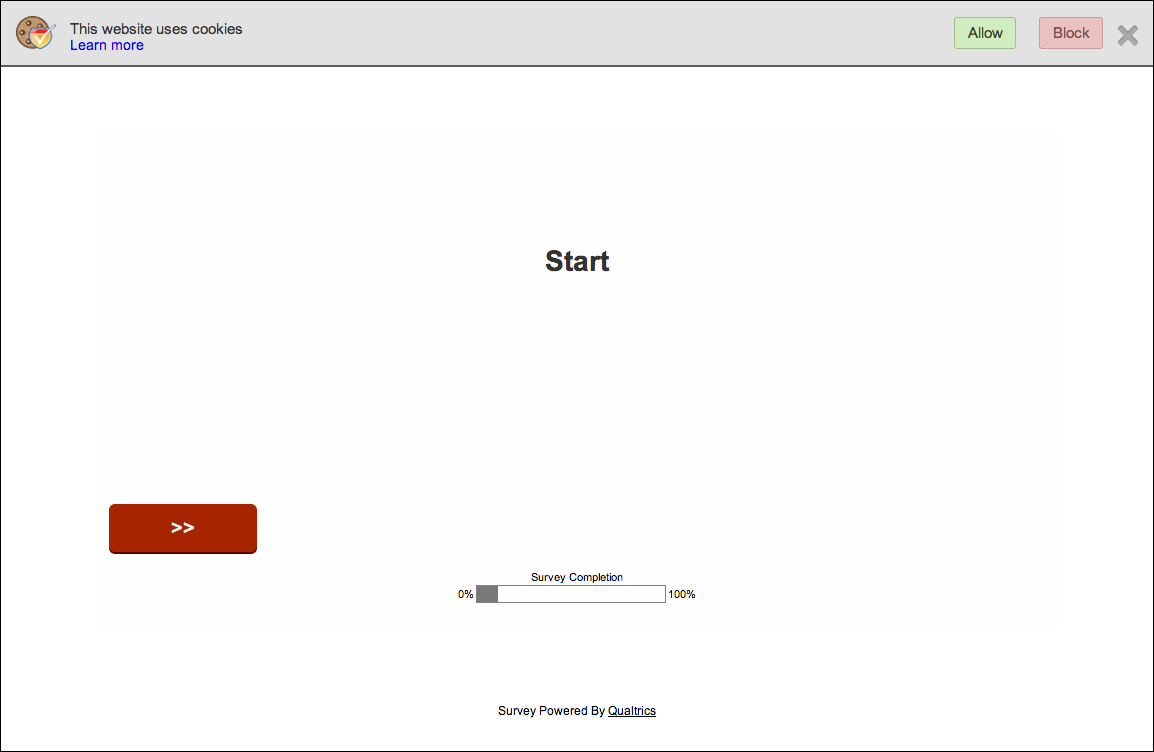 This website uses cookies
Learn more
Allow
Block
Start
>>
Survey Completion
0% 100%
Survey Powered By Qualtrics